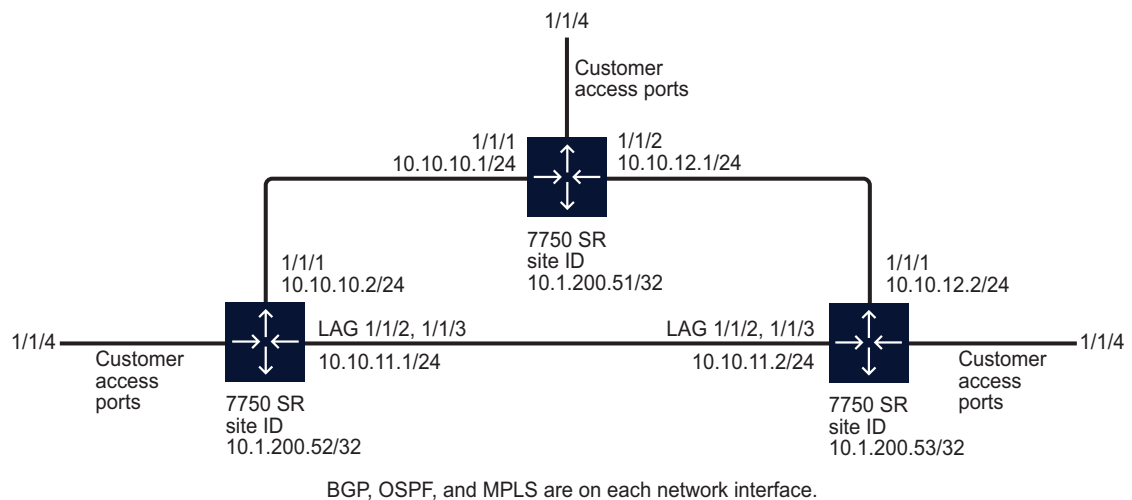 1/1/4
Customer
access ports
1/1/1
10.10.10.1/24
1/1/2
10.10.12.1/24
7750 SR
site ID
10.1.200.51/32
1/1/1
10.10.10.2/24
1/1/1
10.10.12.2/24
1/1/4
Customer
access
ports
LAG 1/1/2, 1/1/3
10.10.11.1/24
LAG 1/1/2, 1/1/3
10.10.11.2/24
1/1/4
Customer
access
ports
7750 SR
site ID
10.1.200.52/32
7750 SR
site ID
10.1.200.53/32
BGP, OSPF, and MPLS are on each network interface.